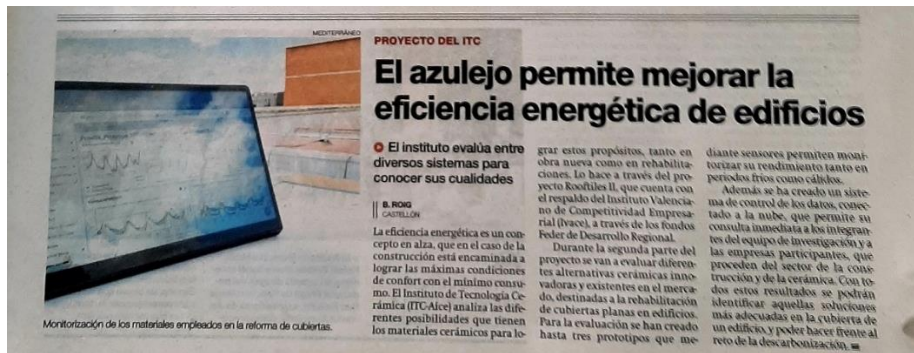 MEDITERRÁNEO
Monitorización de los materiales empleados en la reforma de cubiertas.
PROYECTO DEL ITC
El azulejo permite mejorar la
eficiencia energética de edificios
El instituto evalúa entre
diversos sistemas para
conocer sus cualidades
B. ROIG
CASTELLÓN
La eficiencia energética es un con-
cepto en alza, que en el caso de la
construcción está encaminada a
lograr las máximas condiciones
de confort con el mínimo consu-
mo. El Instituto de Tecnología Ce-
rámica (ITC-Aice) analiza las dife-
rentes posibilidades que tienen
los materiales cerámicos para lo-
grar estos propósitos, tanto en
obra nueva como en rehabilita-
ciones. Lo hace a través del pro-
yecto Rooftiles II, que cuenta con
el respaldo del Instituto Valencia-
no de Competitividad Empresa-
rial (Ivace), a través de los fondos
Feder de Desarrollo Regional.
Durante la segunda parte del
proyecto se van a evaluar diferen-
tes alternativas cerámicas inno-
vadoras y existentes en el merca-
do, destinadas a la rehabilitación
de cubiertas planas en edificios.
Para la evaluación se han creado
hasta tres prototipos que me-
diante sensores permiten moni-
torizar su rendimiento tanto en
periodos fríos como cálidos.
Además se ha creado un siste-
ma de control de los datos, conec-
tado a la nube, que permite su
consulta inmediata a los integran-
tes del equipo de investigación y a
las empresas participantes, que
proceden del sector de la cons-
trucción y de la cerámica. Con to-
dos estos resultados se podrán
identificar aquellas soluciones
más adecuadas en la cubierta de
un edificio, y poder hacer frente al
reto de la descarbonización.